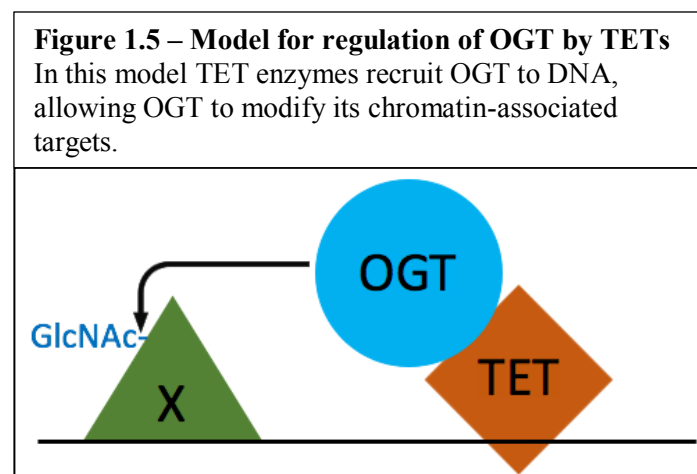 Figure 1.5 – Model for regulation of OGT by TETs
In this model TET enzymes recruit OGT to DNA,
allowing OGT to modify its chromatin-associated
targets.
OGT
GlcNAc-
TET
X